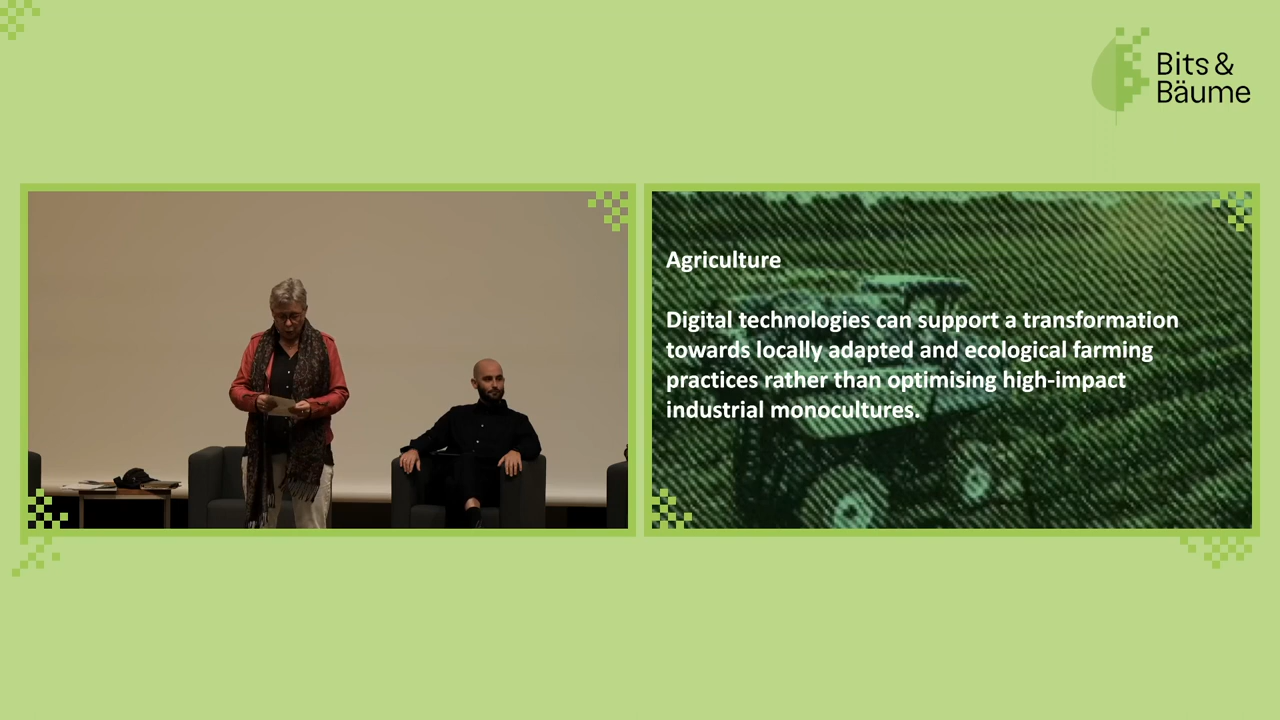 Bits &
Bäume
Agriculture
Digital technologies can support a transformation
towards locally adapted and ecological farming
practices rather than optimising high-impact
industrial monocultures.